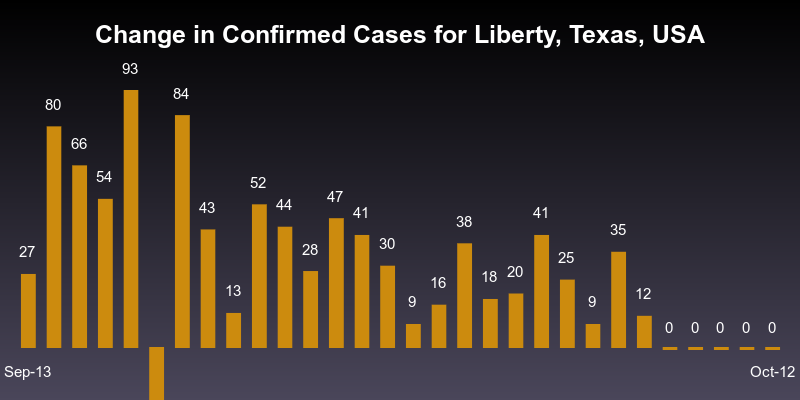 Change in Confirmed Cases for Liberty, Texas, USA
27 80 66 54 93 84 43 13 52 44 28 47 41 30 9 16 38 18 20 41 25 9 35 12 0 0 0 0 0
Sep-13 Oct-12